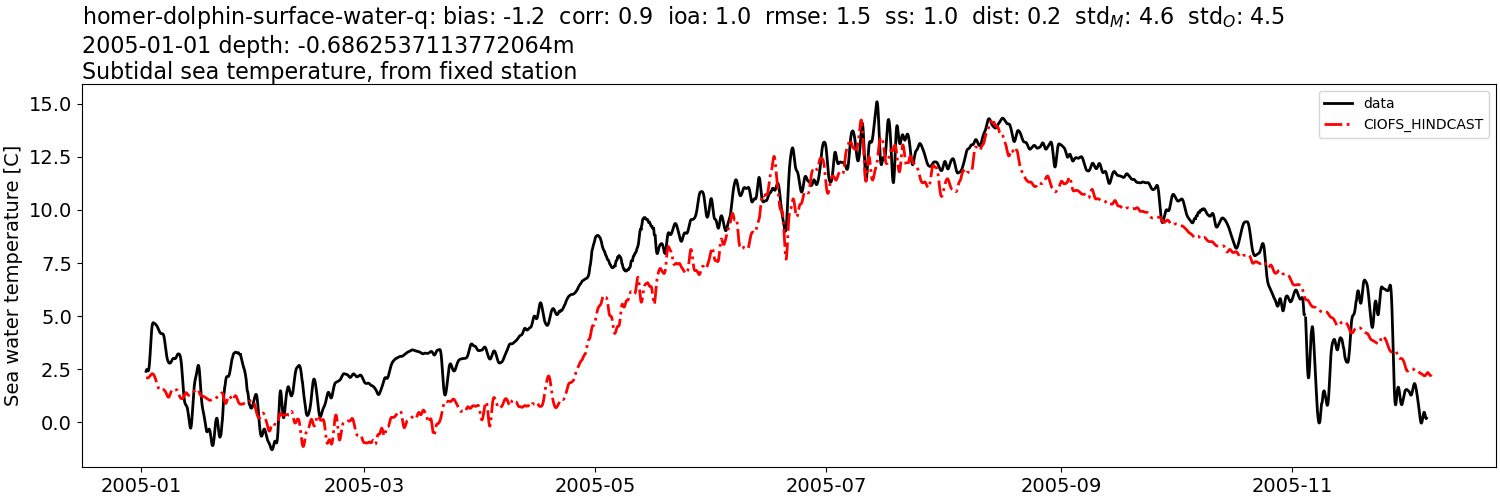 homer-dolphin-surface-water-q: bias: -1.2  corr: 0.9  ioa: 1.0  rmse: 1.5  ss: 1.0  dist: 0.2  std_M: 4.6  std_O: 4.5
2005-01-01 depth: -0.6862537113772064m
Subtidal sea temperature, from fixed station
Sea water temperature [C]
15.0
12.5
10.0
7.5
5.0
2.5
0.0
data
CIOFS_HINDCAST
2005-01
2005-03
2005-05
2005-07
2005-09
2005-11